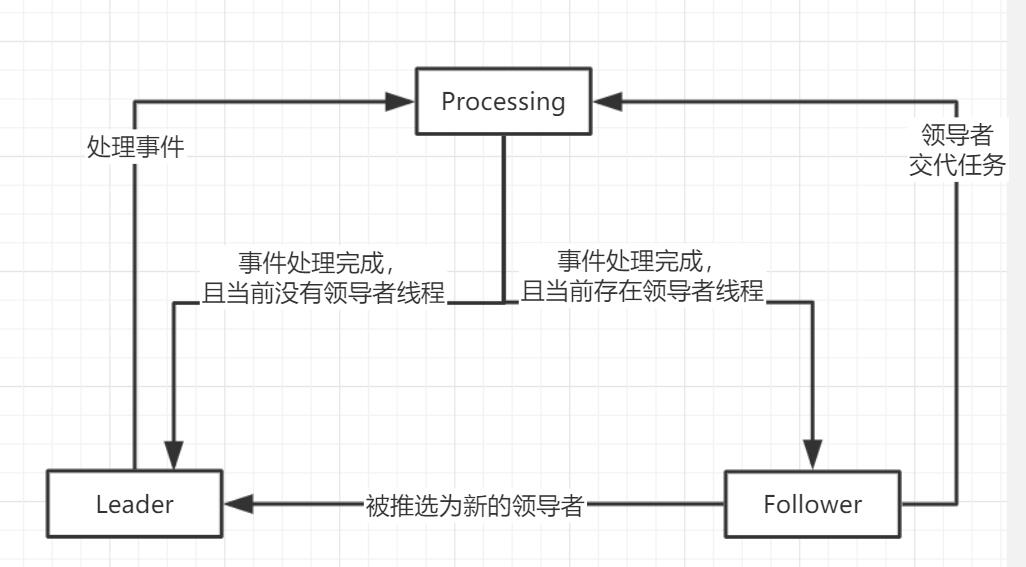 Processing
处理事件
领导者
交代任务
事件处理完成，
且当前没有领导者线程
事件处理完成，
且当前存在领导者线程
Leader
被推选为新的领导者
Follower